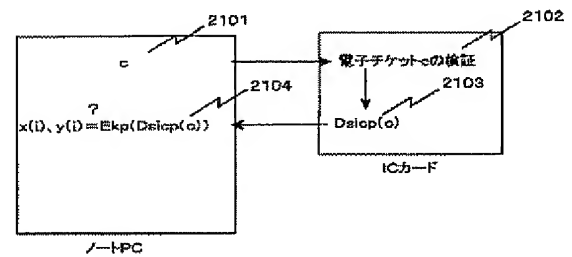 2101
2102
c
電子チケットcの検証
2104
2103
?
x(i)、y(i)=Ekp(Dsicp(c))
Dsicp(c)
ICカード
ノートPC